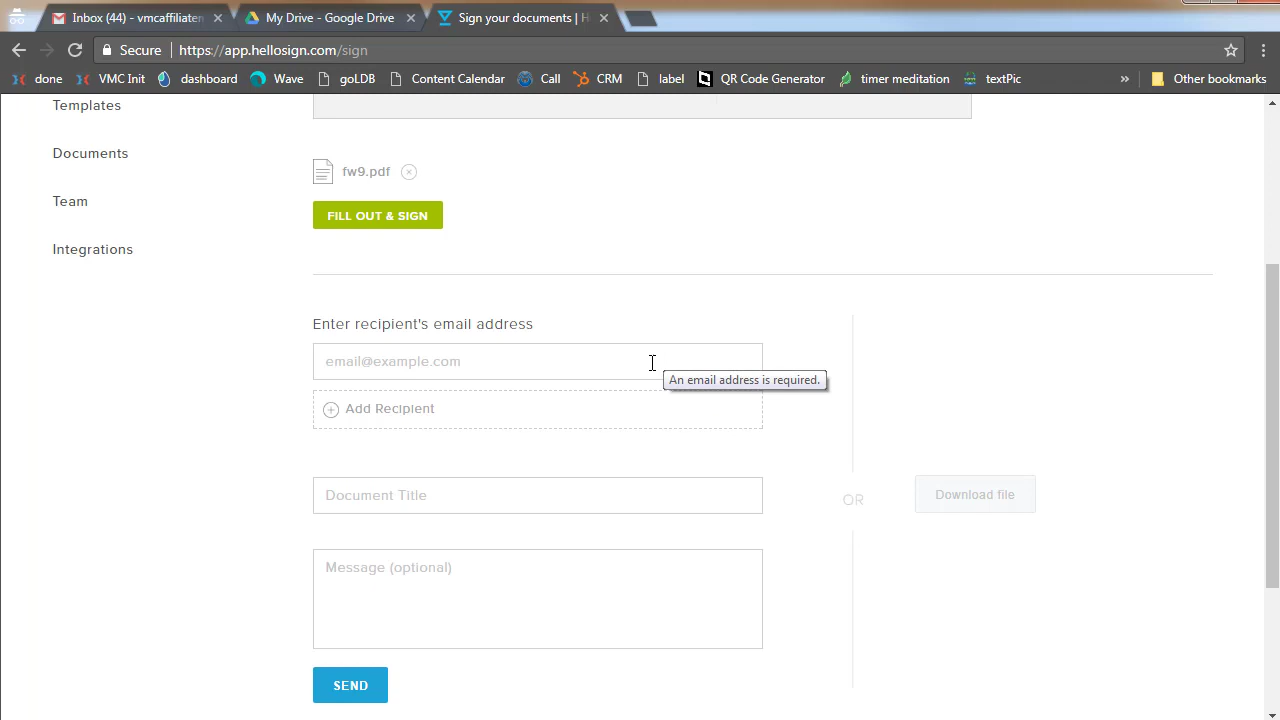 Inbox (44) - vmcaffiliaten
My Drive - Google Drive
Sign your documents | H
Secure
https://app.hellosign.com/sign
done
VMC Init
dashboard
Wave
goLDB
Content Calendar
Call
CRM
label
QR Code Generator
timer meditation
textPic
»
Other bookmarks
Templates
Documents
Team
Integrations
fw9.pdf
FILL OUT & SIGN
Enter recipient's email address
email@example.com
An email address is required.
Add Recipient
Document Title
OR
Download file
Message (optional)
SEND